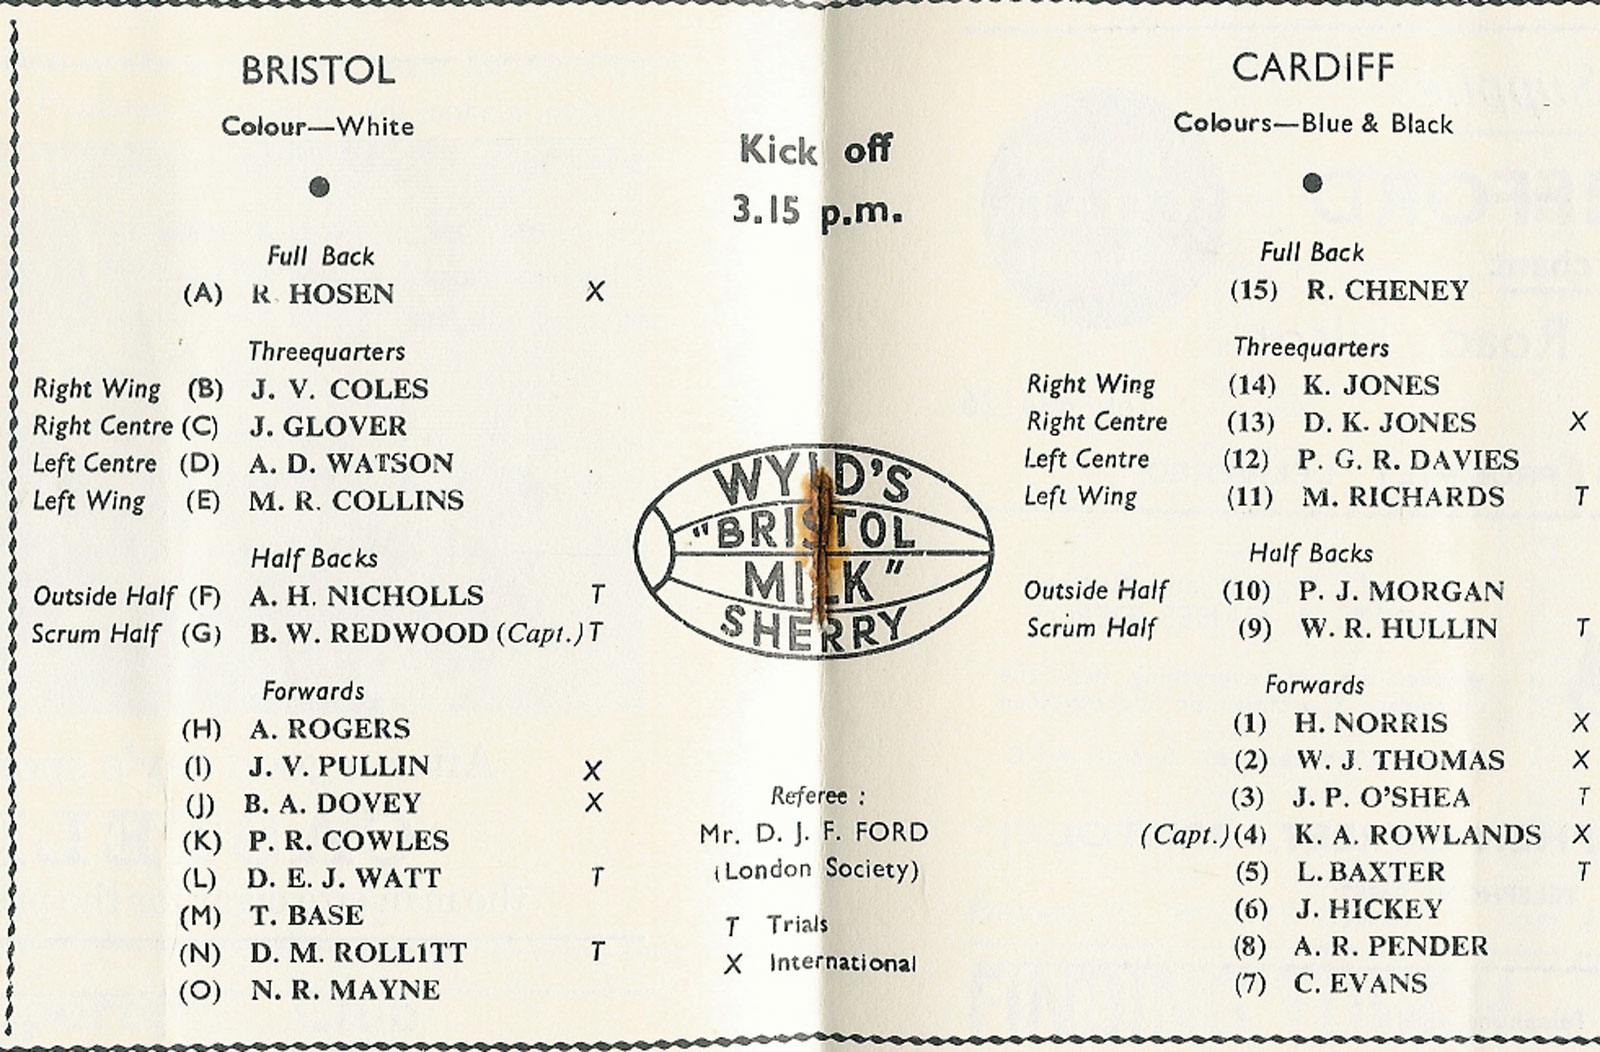 BRISTOL
Colour—White
Full Back
(A) R. HOSEN X
Threequarters
Right Wing (B) J. V. COLES
Right Centre (C) J. GLOVER
Left Centre (D) A. D. WATSON
Left Wing (E) M. R. COLLINS
Half Backs
Outside Half (F) A. H. NICHOLLS T
Scrum Half (G) B. W. REDWOOD (Capt.) T
Forwards
(H) A. ROGERS
(I) J. V. PULLIN X
(J) B. A. DOVEY X
(K) P. R. COWLES
(L) D. E. J. WATT T
(M) T. BASE
(N) D. M. ROLLITT T
(O) N. R. MAYNE
Kick off
3.15 p.m.
WYLD'S
"BRISTOL
MILK"
SHERRY
Referee :
Mr. D. J. F. FORD
(London Society)
T Trials
X International
CARDIFF
Colours—Blue & Black
Full Back
(15) R. CHENEY
Threequarters
Right Wing (14) K. JONES
Right Centre (13) D. K. JONES X
Left Centre (12) P. G. R. DAVIES
Left Wing (11) M. RICHARDS T
Half Backs
Outside Half (10) P. J. MORGAN
Scrum Half (9) W. R. HULLIN T
Forwards
(1) H. NORRIS X
(2) W. J. THOMAS X
(3) J. P. O'SHEA T
(Capt.) (4) K. A. ROWLANDS X
(5) L. BAXTER T
(6) J. HICKEY
(8) A. R. PENDER
(7) C. EVANS